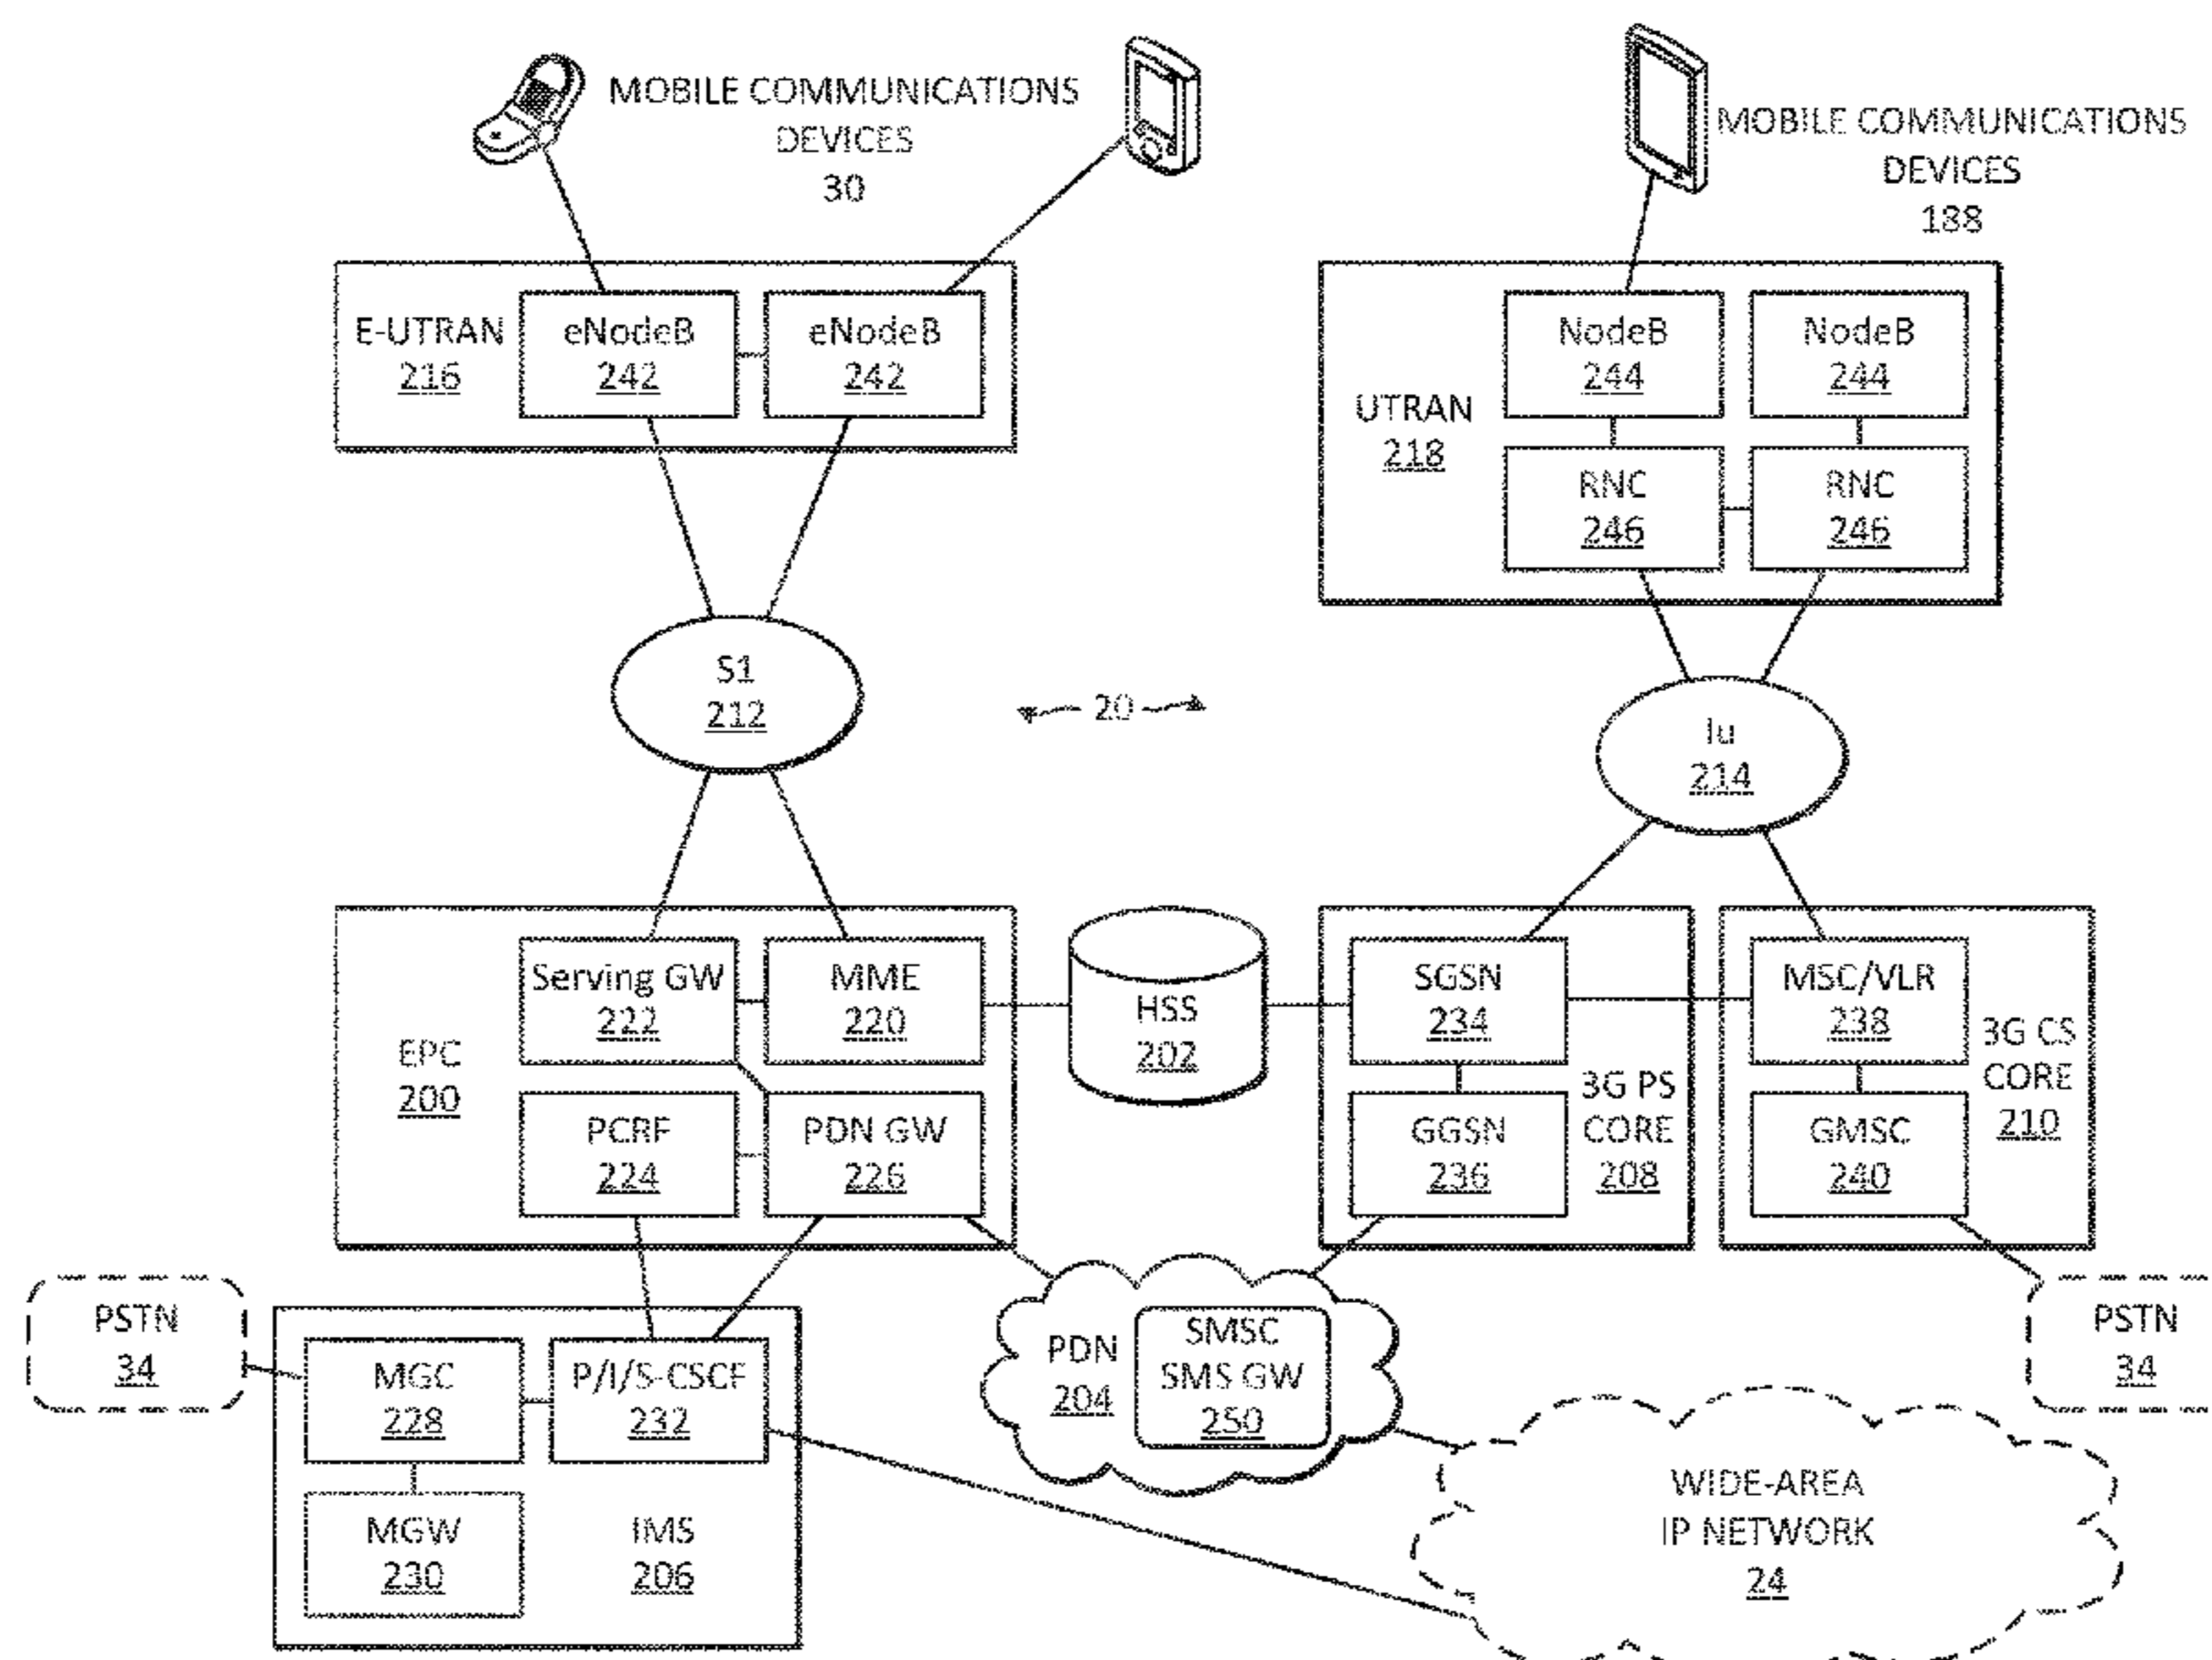 MOBILE COMMUNICATIONS
DEVICES
30
MOBILE COMMUNICATIONS
DEVICES
188
E-UTRAN
216
eNodeB
242
eNodeB
242
UTRAN
218
NodeB
244
NodeB
244
RNC
246
RNC
246
S1
212
20
Iu
214
EPC
200
Serving GW
222
MME
220
PCRF
224
PDN GW
226
HSS
202
SGSN
234
GGSN
236
3G PS
CORE
208
MSC/VLR
238
GMSC
240
3G CS
CORE
210
PSTN
34
MGC
228
P/I/S-CSCF
232
MGW
230
IMS
206
PDN
204
SMSC
SMS GW
250
PSTN
34
WIDE-AREA
IP NETWORK
24